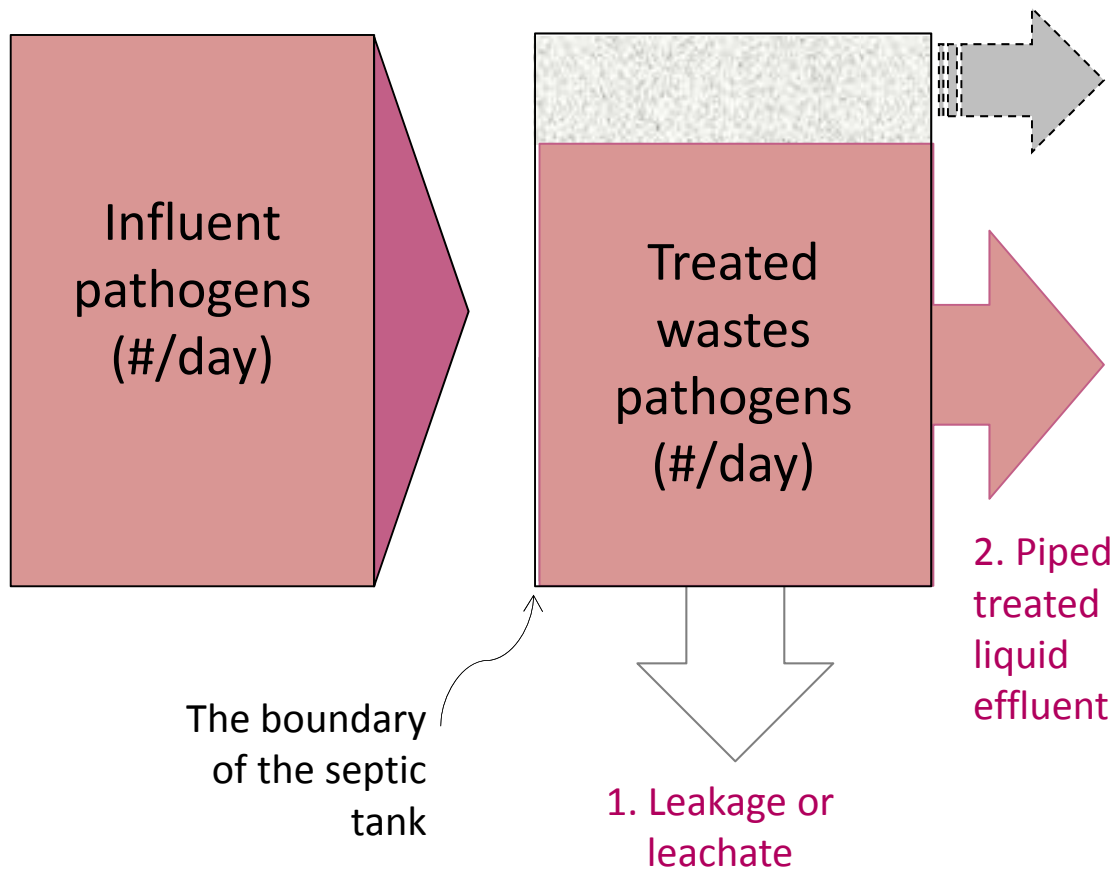 Influent
pathogens
(#/day)
Treated
wastes
pathogens
(#/day)
2. Piped
treated
liquid
effluent
The boundary
of the septic
tank
1. Leakage or
leachate